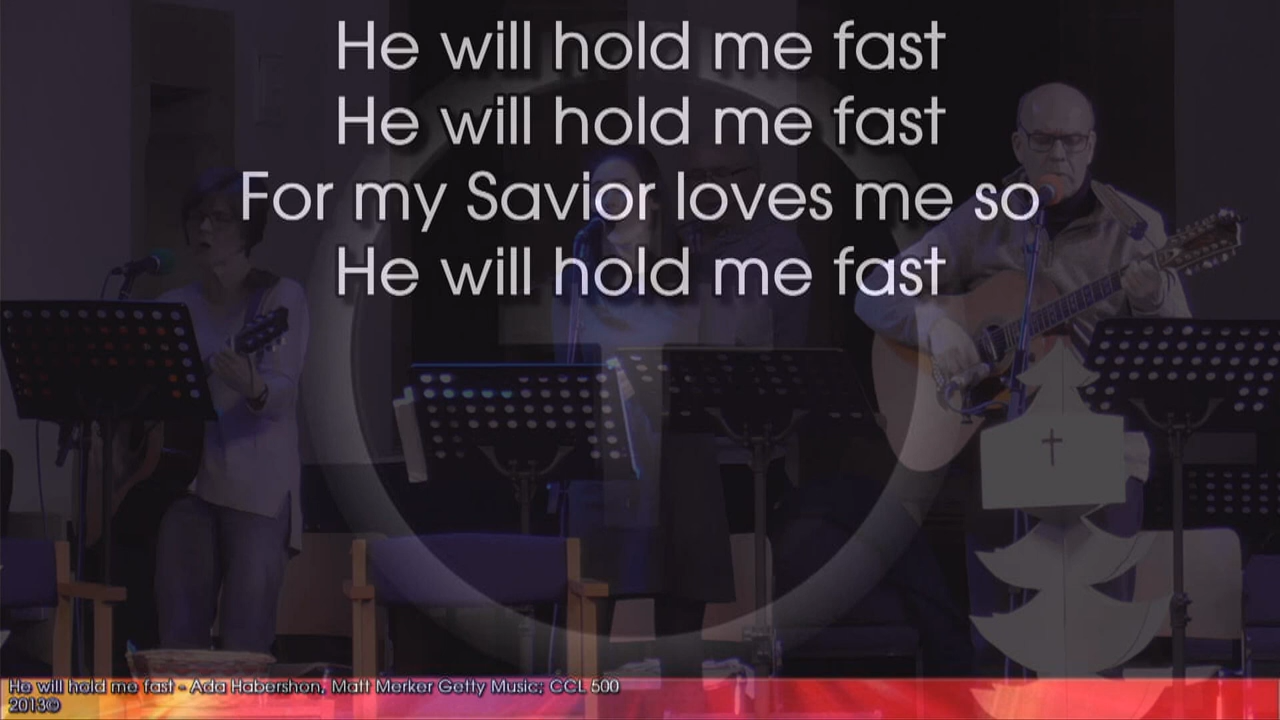 He will hold me fast
He will hold me fast
For my Savior loves me so
He will hold me fast
He will hold me fast - Ada Habershon, Matt Merker Getty Music; CCL 500
2013©